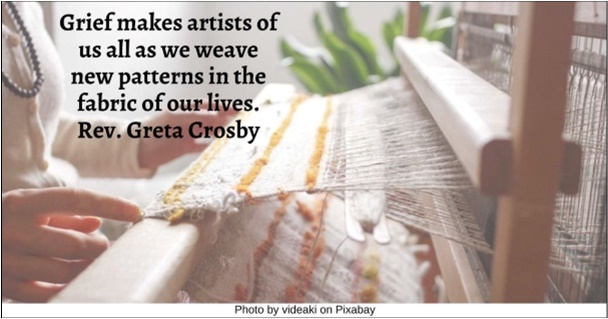 Grief makes artists of
us all as we weave
new patterns in the
fabric of our lives.
Rev. Greta Crosby
Photo by videaki on Pixabay